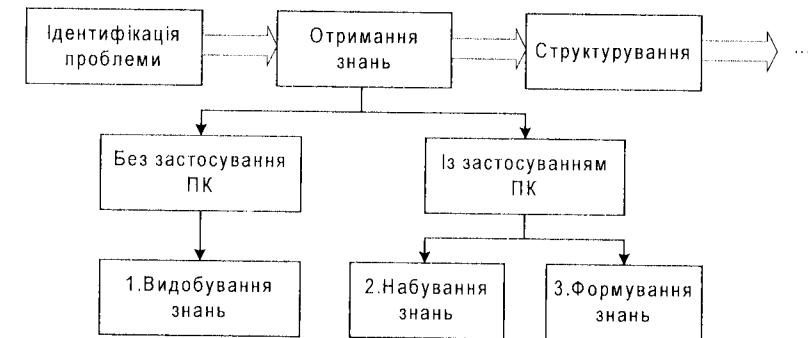 Ідентифікація
проблеми
Отримання
знань
Структурування
...
Без застосування
ПК
Із застосуванням
ПК
1.Видобування
знань
2.Набування
знань
3.Формування
знань